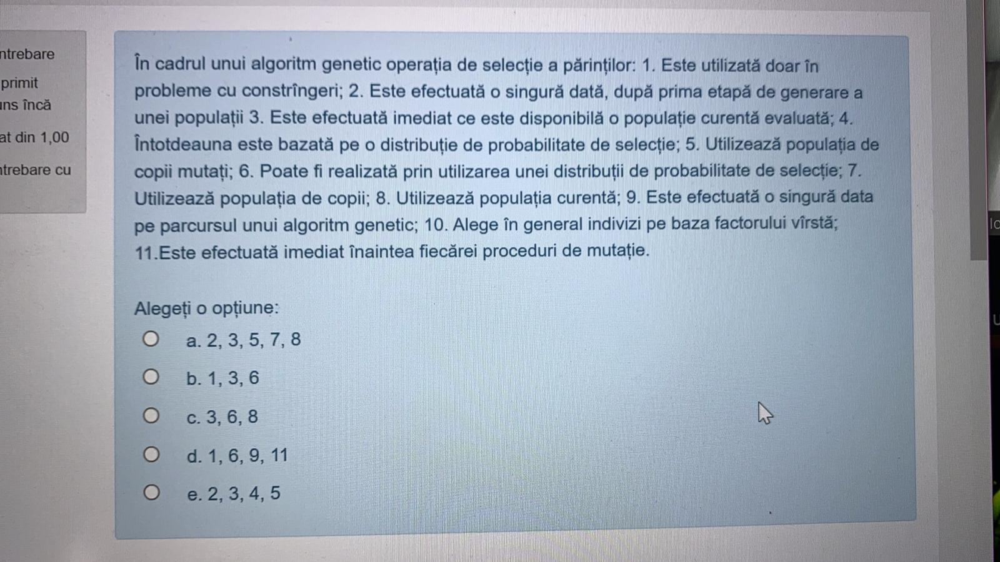 ntrebare
primit
uns încă
at din 1,00
ntrebare cu
În cadrul unui algoritm genetic operația de selecție a părinților: 1. Este utilizată doar în
probleme cu constrîngeri; 2. Este efectuată o singură dată, după prima etapă de generare a
unei populații 3. Este efectuată imediat ce este disponibilă o populație curentă evaluată; 4.
Întotdeauna este bazată pe o distribuție de probabilitate de selecție; 5. Utilizează populația de
copii mutați; 6. Poate fi realizată prin utilizarea unei distribuții de probabilitate de selecție; 7.
Utilizează populația de copii; 8. Utilizează populația curentă; 9. Este efectuată o singură data
pe parcursul unui algoritm genetic; 10. Alege în general indivizi pe baza factorului vîrstă;
11.Este efectuată imediat înaintea fiecărei proceduri de mutație.
Alegeți o opțiune:
a. 2, 3, 5, 7, 8
b. 1, 3, 6
c. 3, 6, 8
d. 1, 6, 9, 11
e. 2, 3, 4, 5